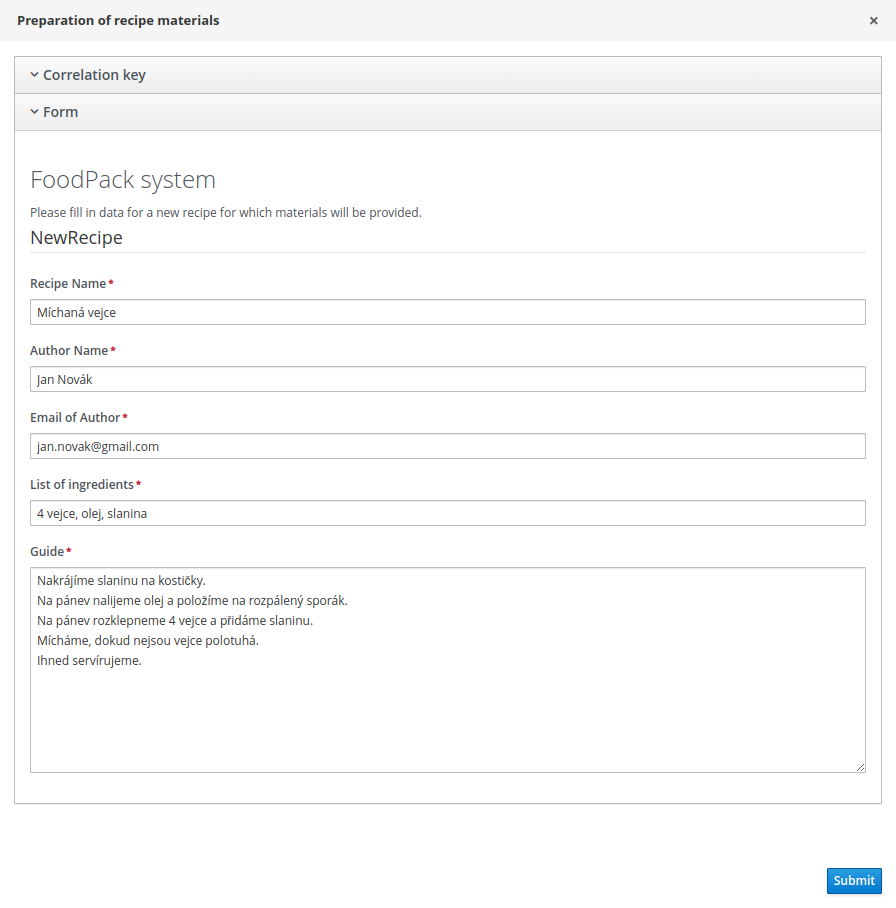 Preparation of recipe materials
×
Correlation key
Form
FoodPack system
Please fill in data for a new recipe for which materials will be provided.
NewRecipe
Recipe Name*
Míchaná vejce
Author Name*
Jan Novák
Email of Author*
jan.novak@gmail.com
List of ingredients*
4 vejce, olej, slanina
Guide*
Nakrájíme slaninu na kostičky.
Na pánev nalijeme olej a položíme na rozpálený sporák.
Na pánev rozklepneme 4 vejce a přidáme slaninu.
Mícháme, dokud nejsou vejce polotuhá.
Ihned servírujeme.
Submit